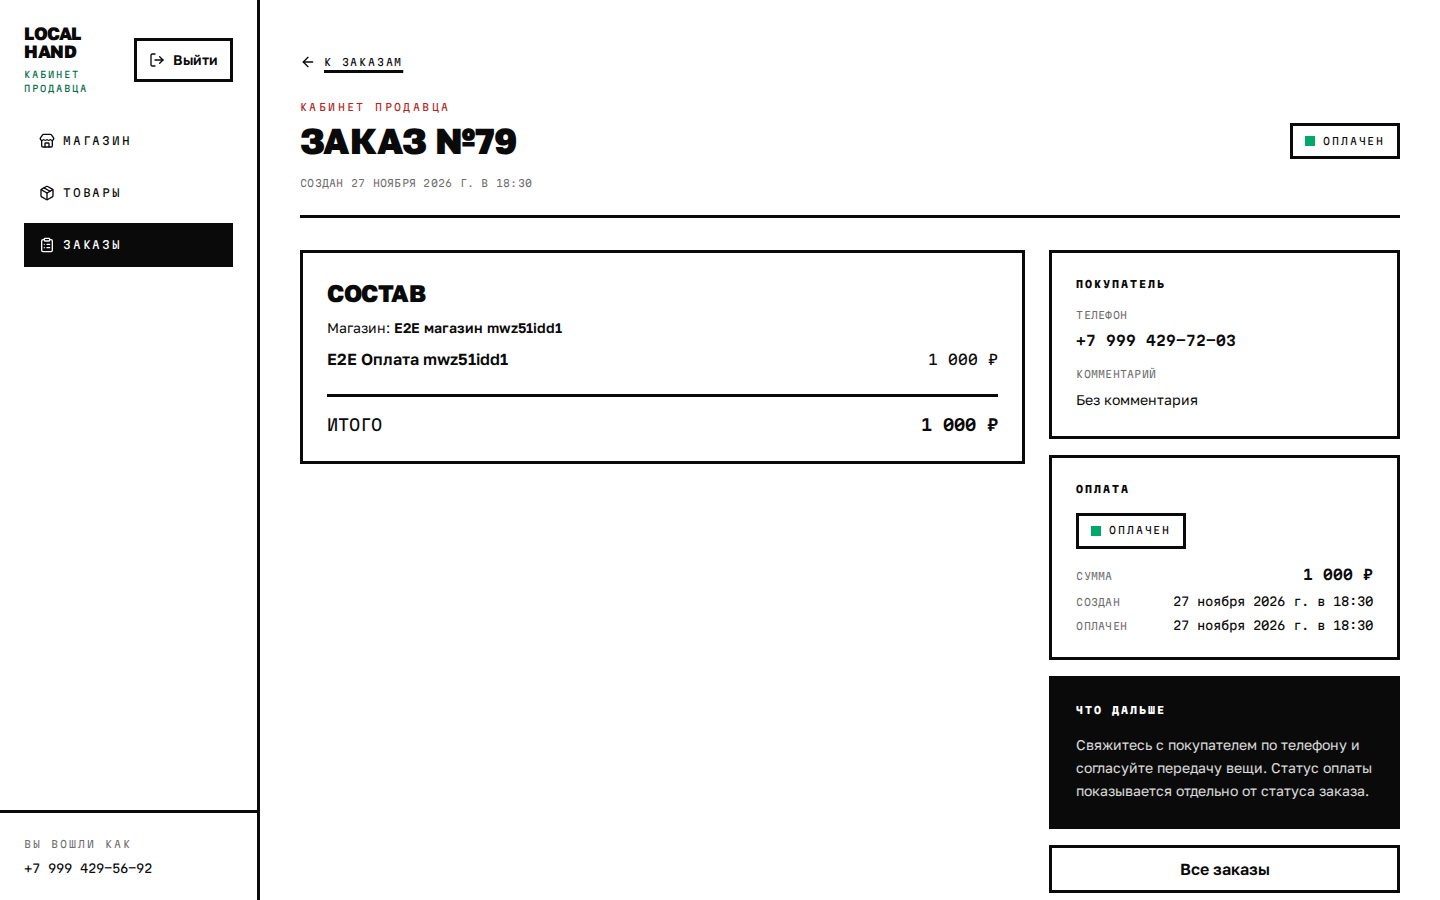 LOCAL
HAND
КАБИНЕТ
ПРОДАВЦА
Выйти
МАГАЗИН
ТОВАРЫ
ЗАКАЗЫ
ВЫ ВОШЛИ КАК
+7 999 429–56–92
К ЗАКАЗАМ
КАБИНЕТ ПРОДАВЦА
ЗАКАЗ №79
СОЗДАН 27 НОЯБРЯ 2026 Г. В 18:30
ОПЛАЧЕН
СОСТАВ
Магазин: E2E магазин mwz51idd1
E2E Оплата mwz51idd1 1 000 ₽
ИТОГО 1 000 ₽
ПОКУПАТЕЛЬ
ТЕЛЕФОН
+7 999 429–72–03
КОММЕНТАРИЙ
Без комментария
ОПЛАТА
ОПЛАЧЕН
СУММА 1 000 ₽
СОЗДАН 27 ноября 2026 г. в 18:30
ОПЛАЧЕН 27 ноября 2026 г. в 18:30
ЧТО ДАЛЬШЕ
Свяжитесь с покупателем по телефону и
согласуйте передачу вещи. Статус оплаты
показывается отдельно от статуса заказа.
Все заказы